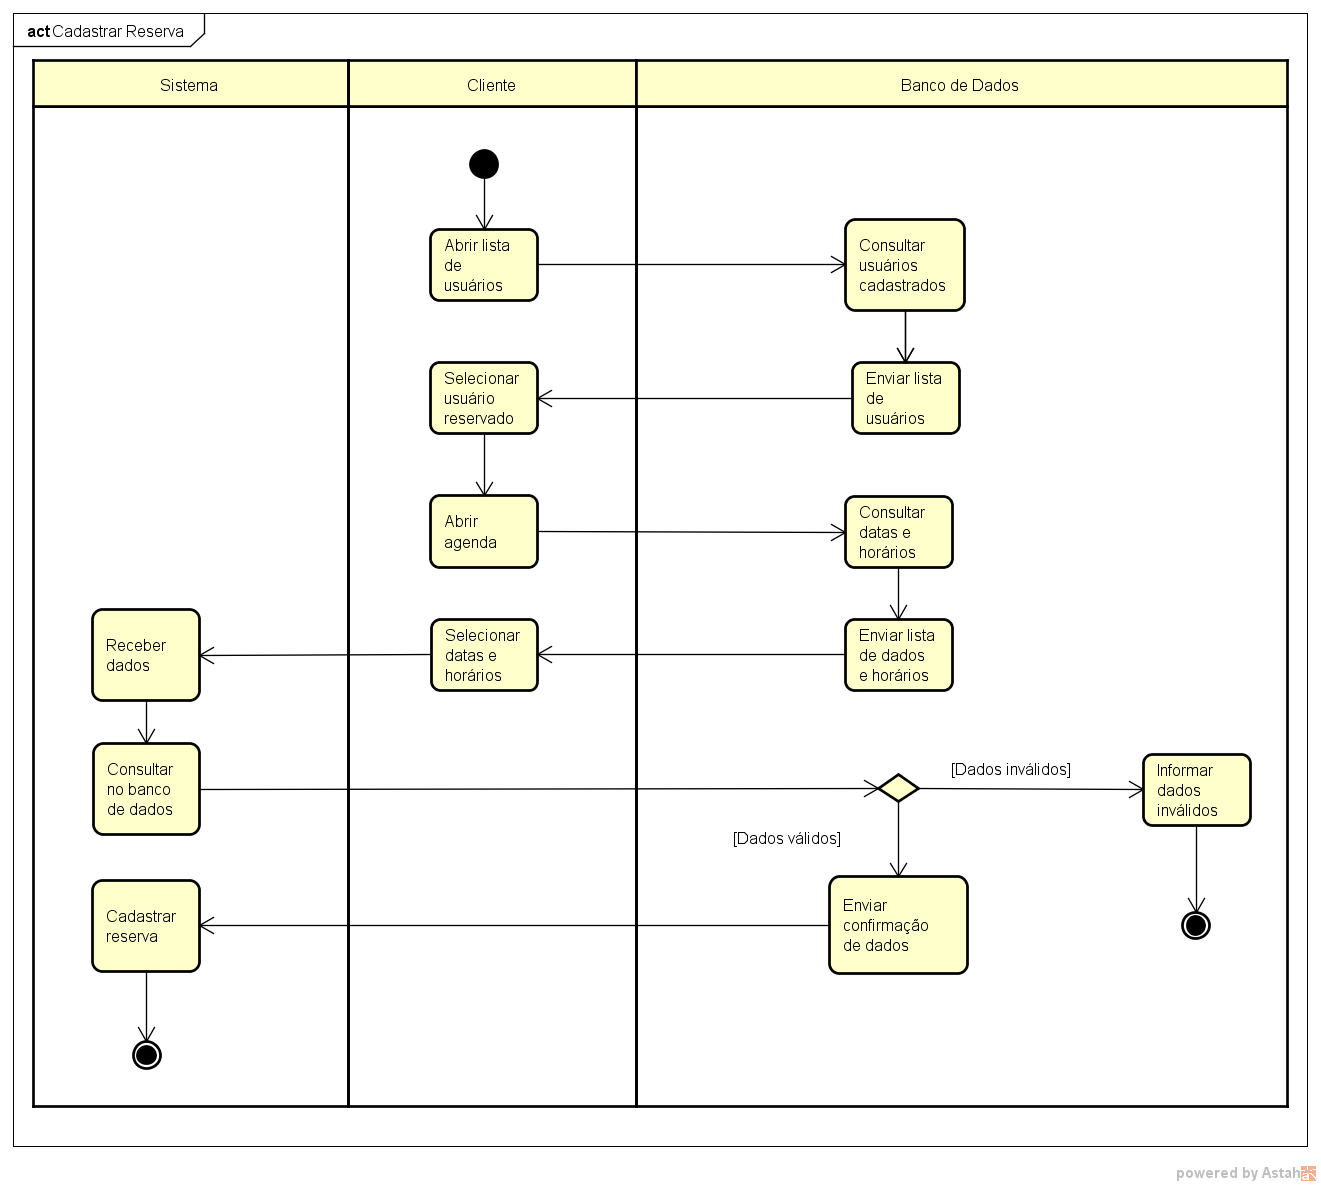 act Cadastrar Reserva
Sistema
Cliente
Banco de Dados
Abrir lista
de
usuários
Consultar
usuários
cadastrados
Selecionar
usuário
reservado
Enviar lista
de
usuários
Abrir
agenda
Consultar
datas e
horários
Receber
dados
Selecionar
datas e
horários
Enviar lista
de dados
e horários
Consultar
no banco
de dados
[Dados inválidos]
Informar
dados
inválidos
[Dados válidos]
Cadastrar
reserva
Enviar
confirmação
de dados
powered by Astah